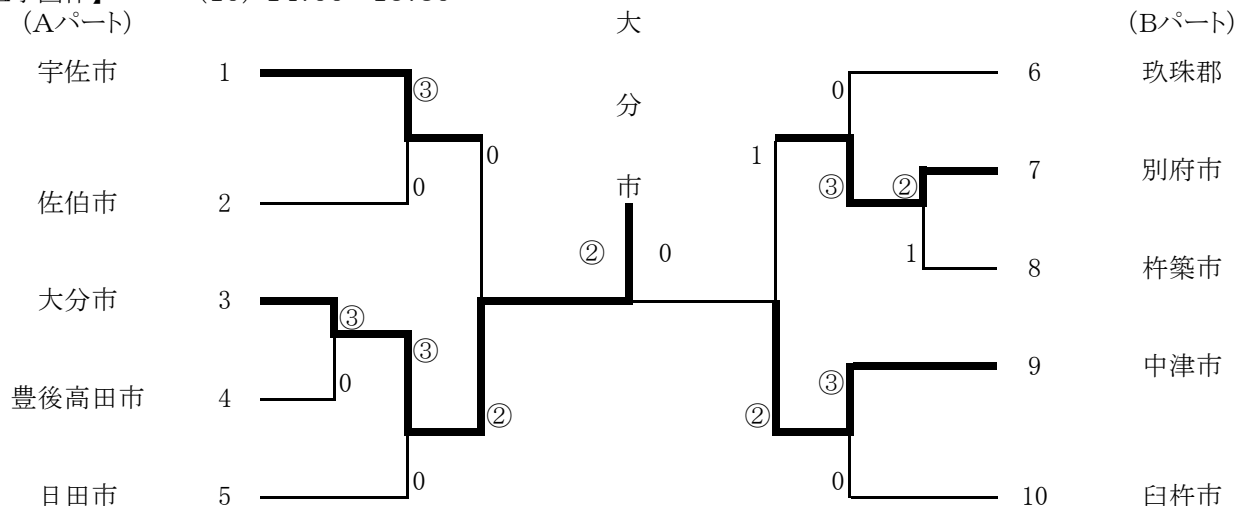 (Aパート)
大分市
(Bパート)
宇佐市 1 ③
0 6 玖珠郡
0 1
佐伯市 2 0
③ ② 7 別府市
② 0
1 8 杵築市
大分市 3 ③
③
豊後高田市 4 0
③ 9 中津市
② ②
日田市 5 0
0 10 臼杵市